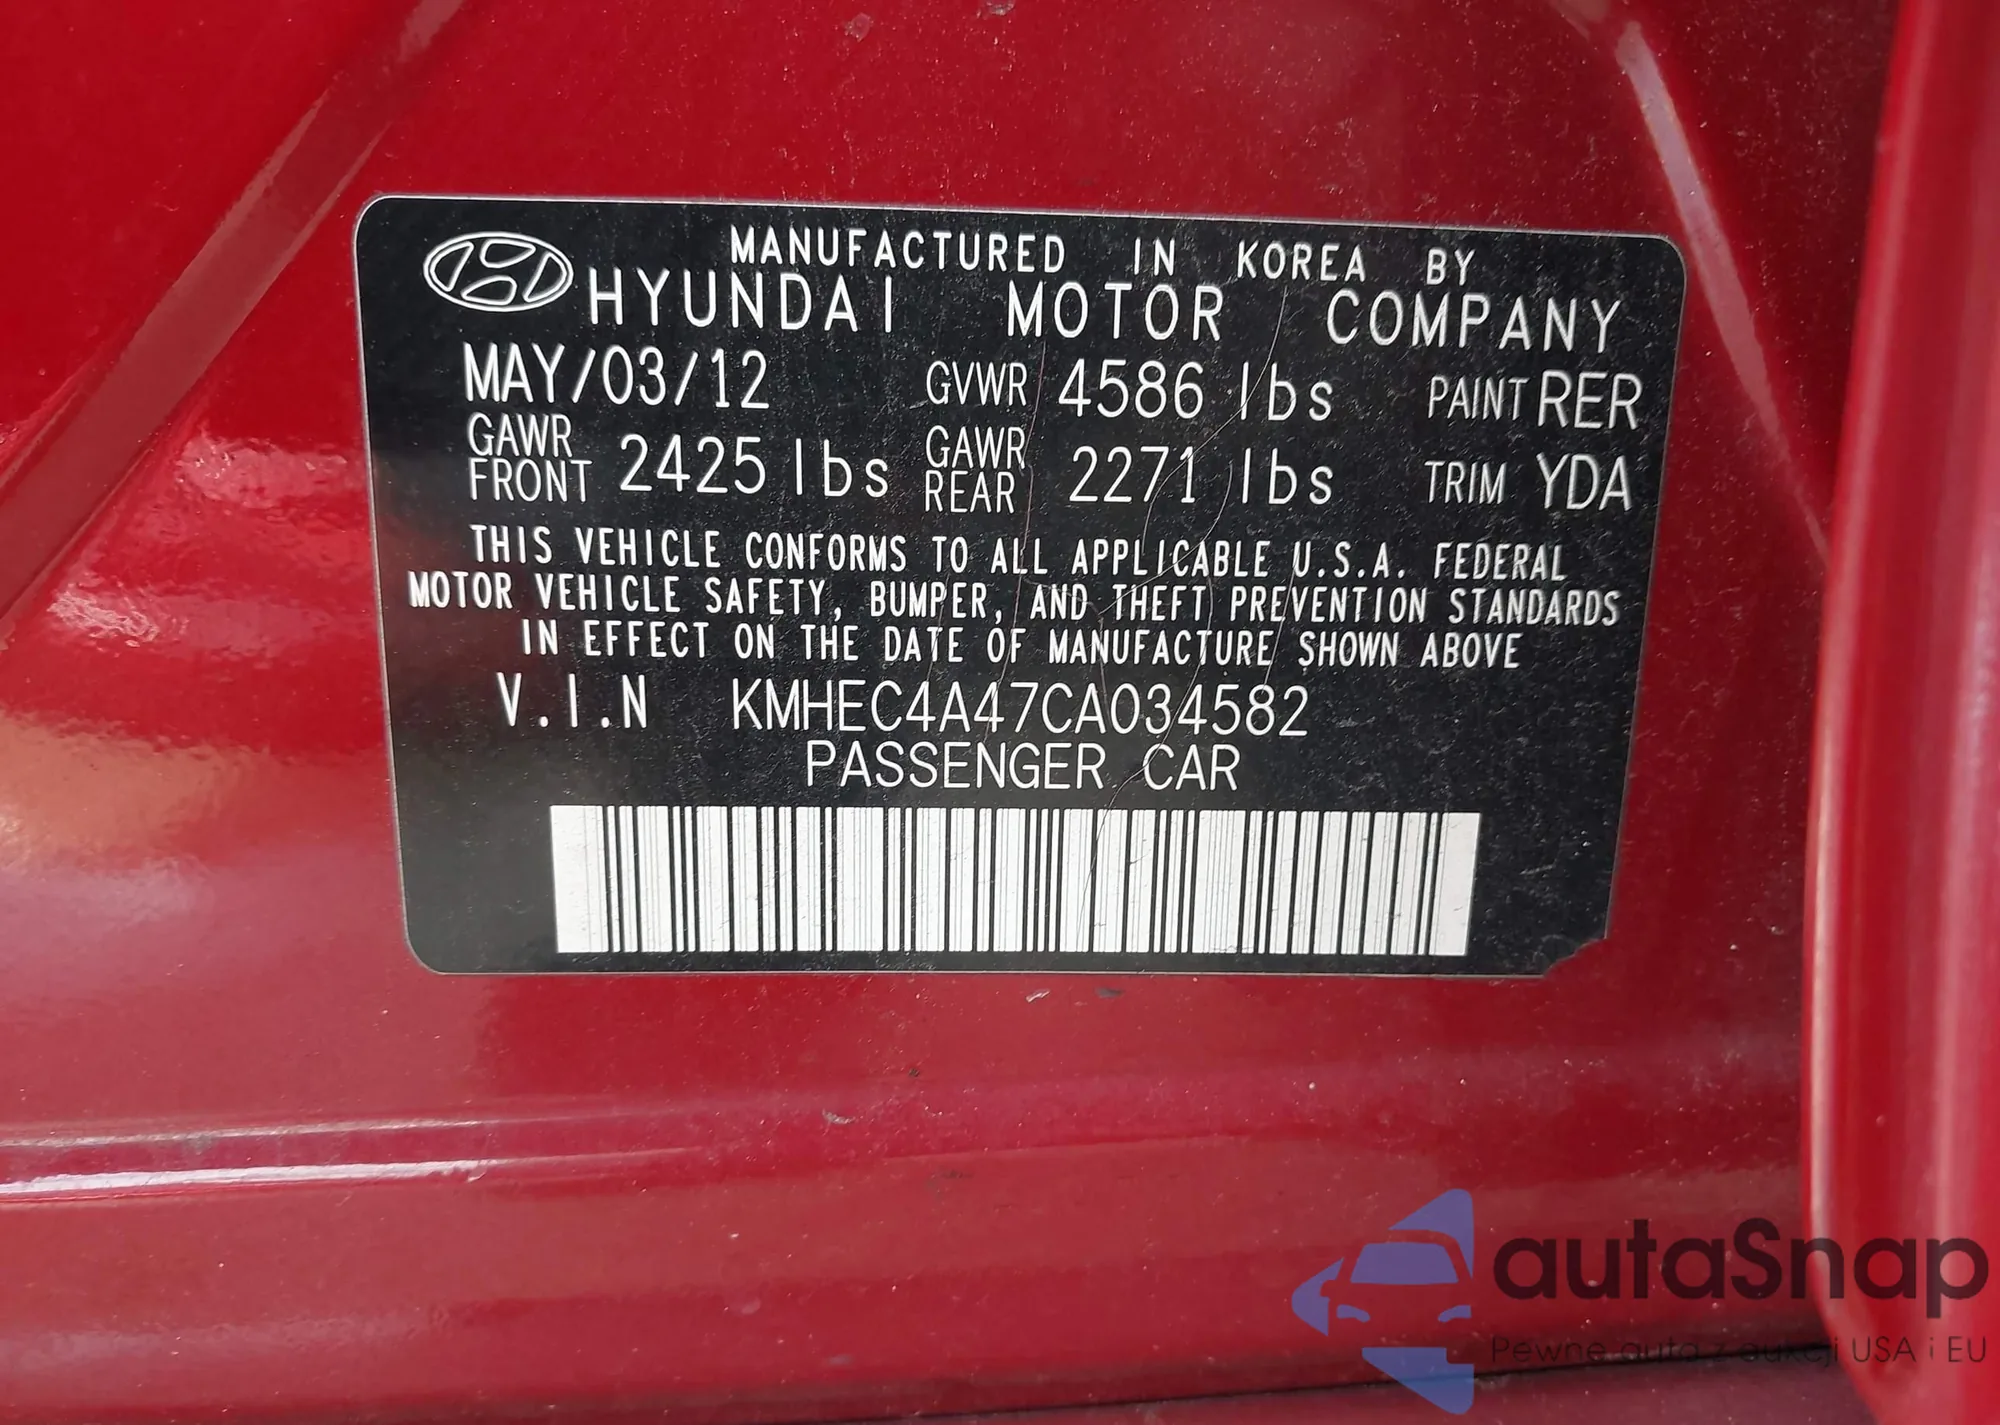 MANUFACTURED IN KOREA BY
HYUNDAI MOTOR COMPANY
MAY/03/12 GVWR 4586 lbs PAINT RER
GAWR FRONT 2425 lbs GAWR REAR 2271 lbs TRIM YDA
THIS VEHICLE CONFORMS TO ALL APPLICABLE U.S.A. FEDERAL
MOTOR VEHICLE SAFETY, BUMPER, AND THEFT PREVENTION STANDARDS
IN EFFECT ON THE DATE OF MANUFACTURE SHOWN ABOVE
V.I.N KMHEC4A47CA034582
PASSENGER CAR
autaSnap
Pewne auta z aukcji USA i EU